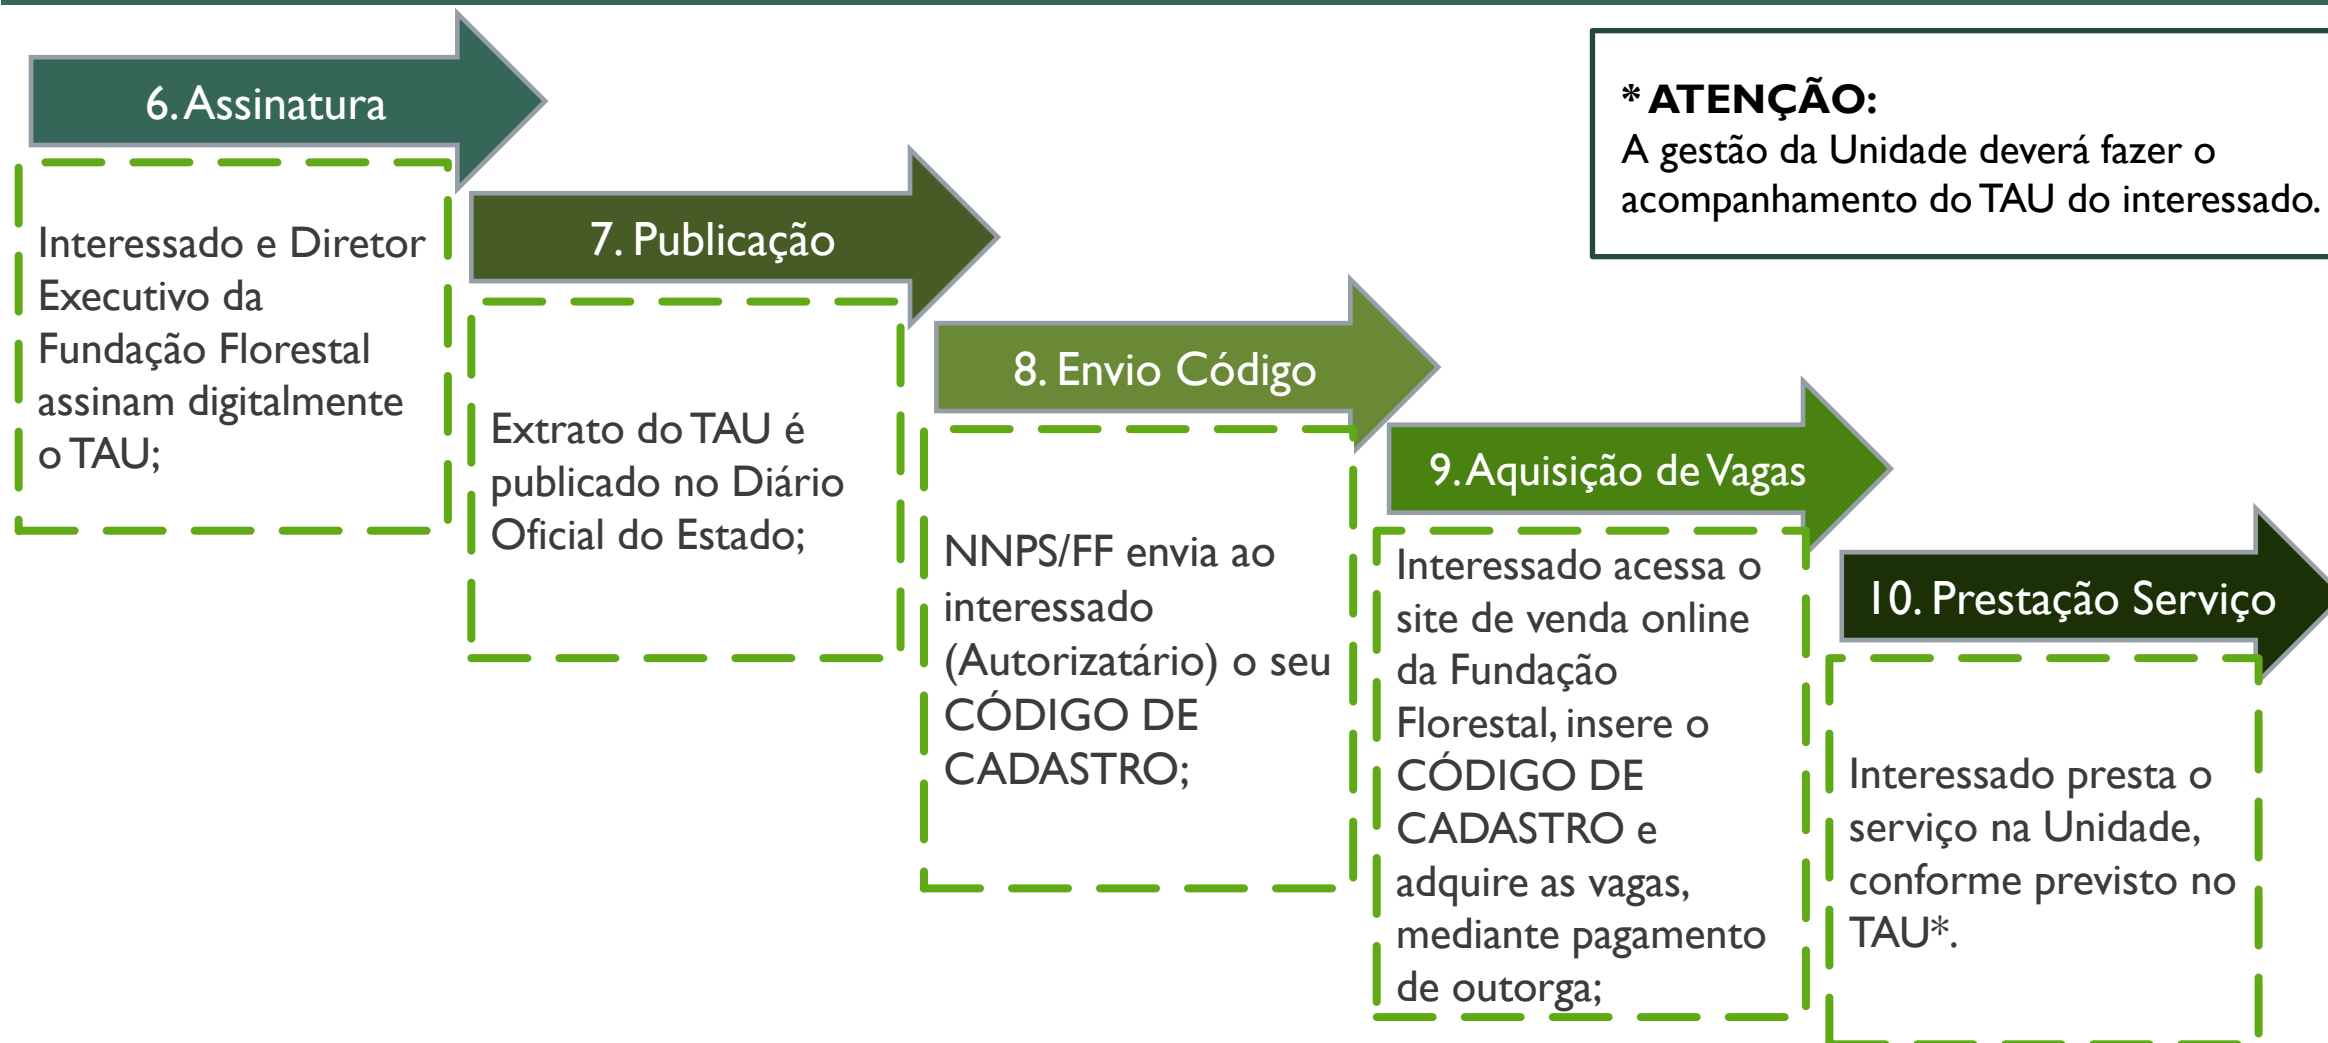 6. Assinatura
Interessado e Diretor
Executivo da
Fundação Florestal
assinam digitalmente
o TAU;
7. Publicação
Extrato do TAU é
publicado no Diário
Oficial do Estado;
8. Envio Código
NNPS/FF envia ao
interessado
(Autorizatário) o seu
CÓDIGO DE
CADASTRO;
9. Aquisição de Vagas
Interessado acessa o
site de venda online
da Fundação
Florestal, insere o
CÓDIGO DE
CADASTRO e
adquire as vagas,
mediante pagamento
de outorga;
10. Prestação Serviço
Interessado presta o
serviço na Unidade,
conforme previsto no
TAU*.
* ATENÇÃO:
A gestão da Unidade deverá fazer o
acompanhamento do TAU do interessado.